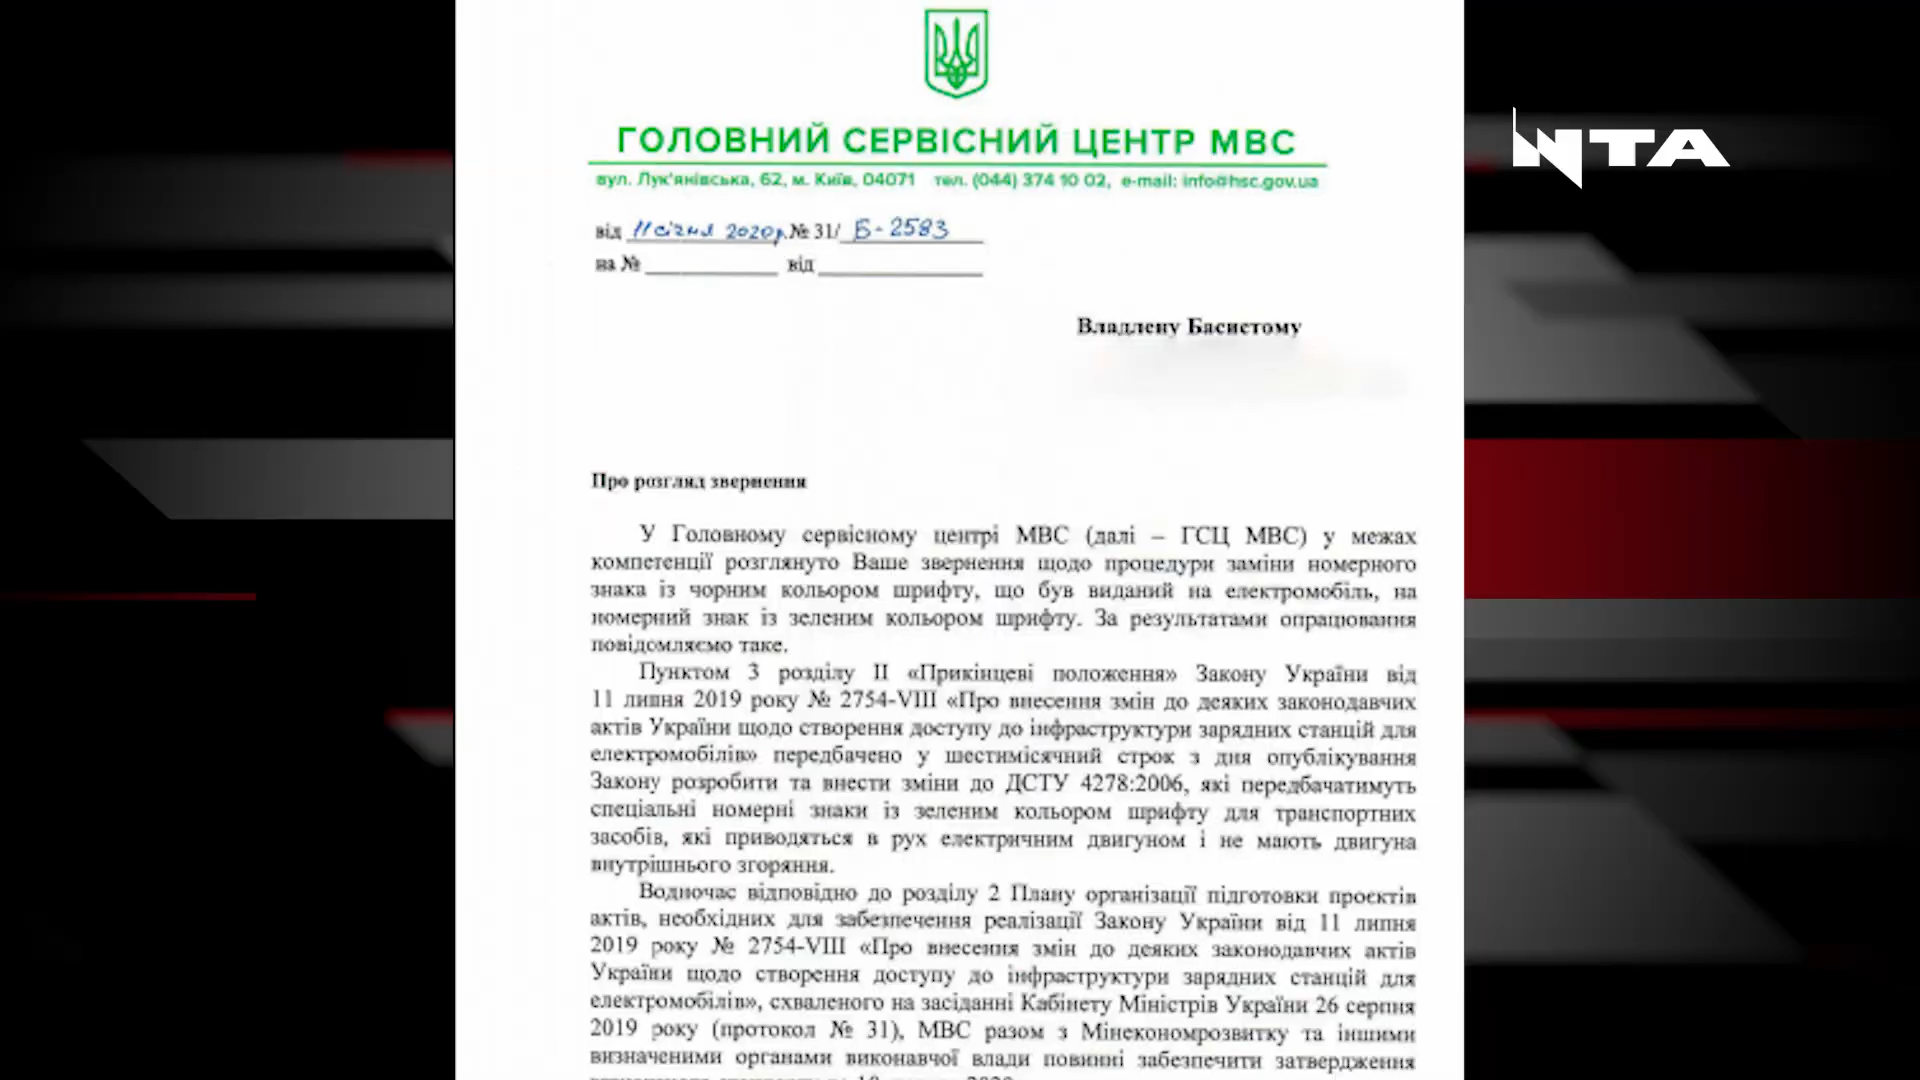 ГОЛОВНИЙ СЕРВІСНИЙ ЦЕНТР МВС
NTA
вул. Лук'янівська, 62, м. Київ, 04071 тел. (044) 374 10 02, e-mail: info@hsc.gov.ua
від 11 січня 2020р. № 31/ Б-2583
на № ____ від ____
Владлену Басистому
Про розгляд звернення
У Головному сервісному центрі МВС (далі – ГСЦ МВС) у межах
компетенції розглянуто Ваше звернення щодо процедури заміни номерного
знака із чорним кольором шрифту, що був виданий на електромобіль, на
номерний знак із зеленим кольором шрифту. За результатами опрацювання
повідомляємо таке.
Пунктом 3 розділу II «Прикінцеві положення» Закону України від
11 липня 2019 року № 2754-VIII «Про внесення змін до деяких законодавчих
актів України щодо створення доступу до інфраструктури зарядних станцій для
електромобілів» передбачено у шестимісячний строк з дня опублікування
Закону розробити та внести зміни до ДСТУ 4278:2006, які передбачатимуть
спеціальні номерні знаки із зеленим кольором шрифту для транспортних
засобів, які приводяться в рух електричним двигуном і не мають двигуна
внутрішнього згоряння.
Водночас відповідно до розділу 2 Плану організації підготовки проєктів
актів, необхідних для забезпечення реалізації Закону України від 11 липня
2019 року № 2754-VIII «Про внесення змін до деяких законодавчих актів
України щодо створення доступу до інфраструктури зарядних станцій для
електромобілів», схваленого на засіданні Кабінету Міністрів України 26 серпня
2019 року (протокол № 31), МВС разом з Мінекономрозвитку та іншими
визначеними органами виконавчої влади повинні забезпечити затвердження